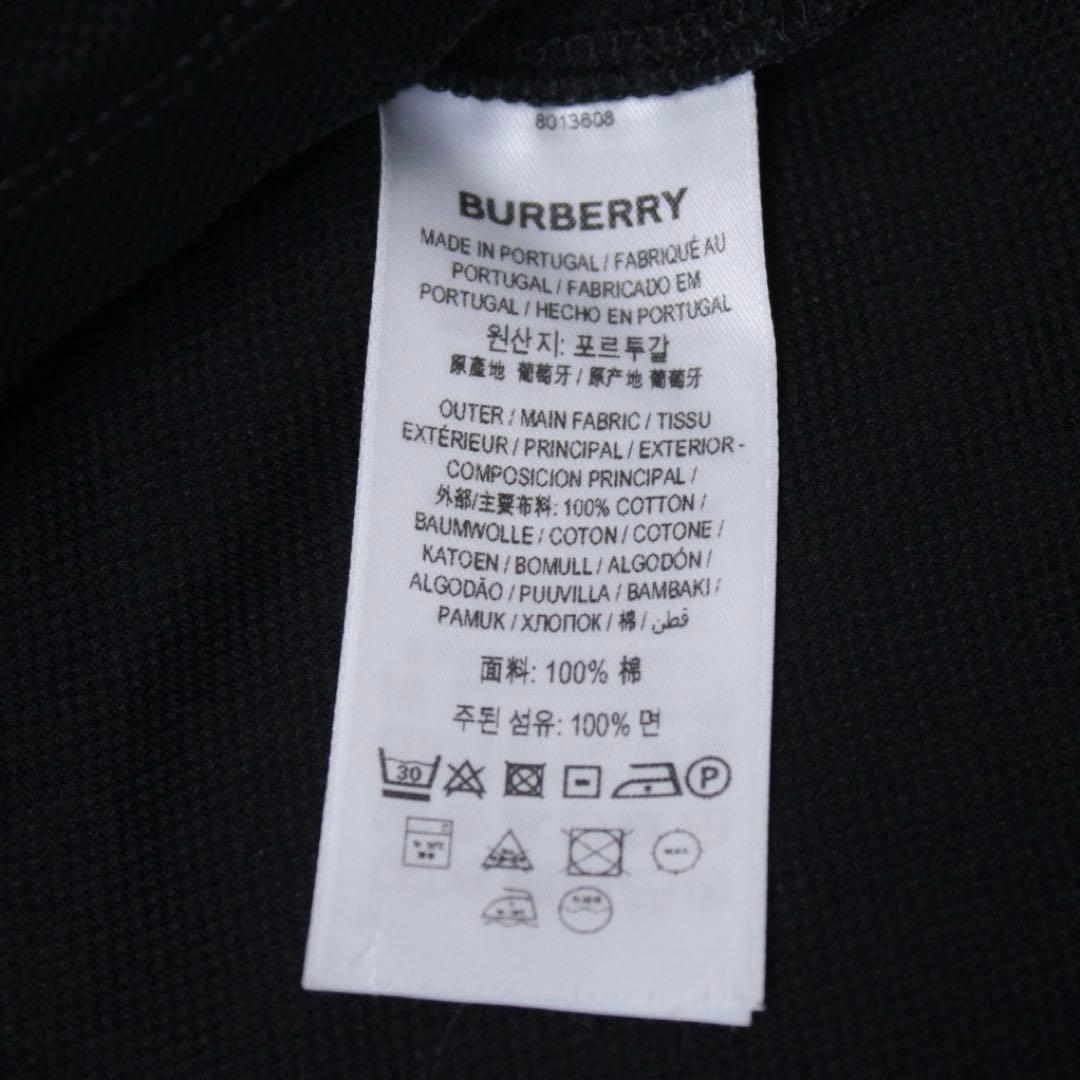 8013608
BURBERRY
MADE IN PORTUGAL / FABRIQUÉ AU
PORTUGAL / FABRICADO EM
PORTUGAL / HECHO EN PORTUGAL
원산지: 포르투갈
原產地 葡萄牙 / 原产地 葡萄牙
OUTER / MAIN FABRIC / TISSU
EXTÉRIEUR / PRINCIPAL / EXTERIOR -
COMPOSICION PRINCIPAL /
外部/主要布料: 100% COTTON /
BAUMWOLLE / COTON / COTONE /
KATOEN / BOMULL / ALGODÓN /
ALGODÃO / PUUVILLA / BAMBAKI /
PAMUK / ХЛОПОК / 棉 / قطن
面料: 100% 棉
주된 섬유: 100% 면
30 P